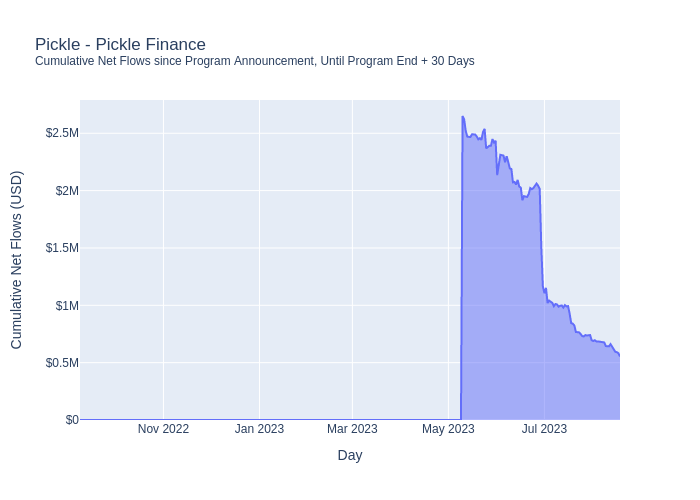 Pickle - Pickle Finance
Cumulative Net Flows since Program Announcement, Until Program End + 30 Days
Cumulative Net Flows (USD)
$2.5M
$2M
$1.5M
$1M
$0.5M
$0
Nov 2022
Jan 2023
Mar 2023
May 2023
Jul 2023
Day